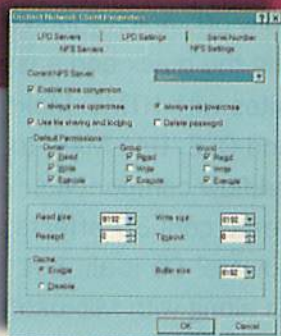 Network Client Properties
LPD Servers LPD Settings Serial Number
NFS Servers NFS Settings
Current NFS Server:
Enable case conversion
always use uppercase always use lowercase
Use file sharing and locking Delete password
Default Permissions
Owner Group World
Read Read Read
Write Write Write
Execute Execute Execute
Read size: 8192 Write size: 8192
Timeout:
Cache
Enable Buffer size: 8192
Disable
OK Cancel